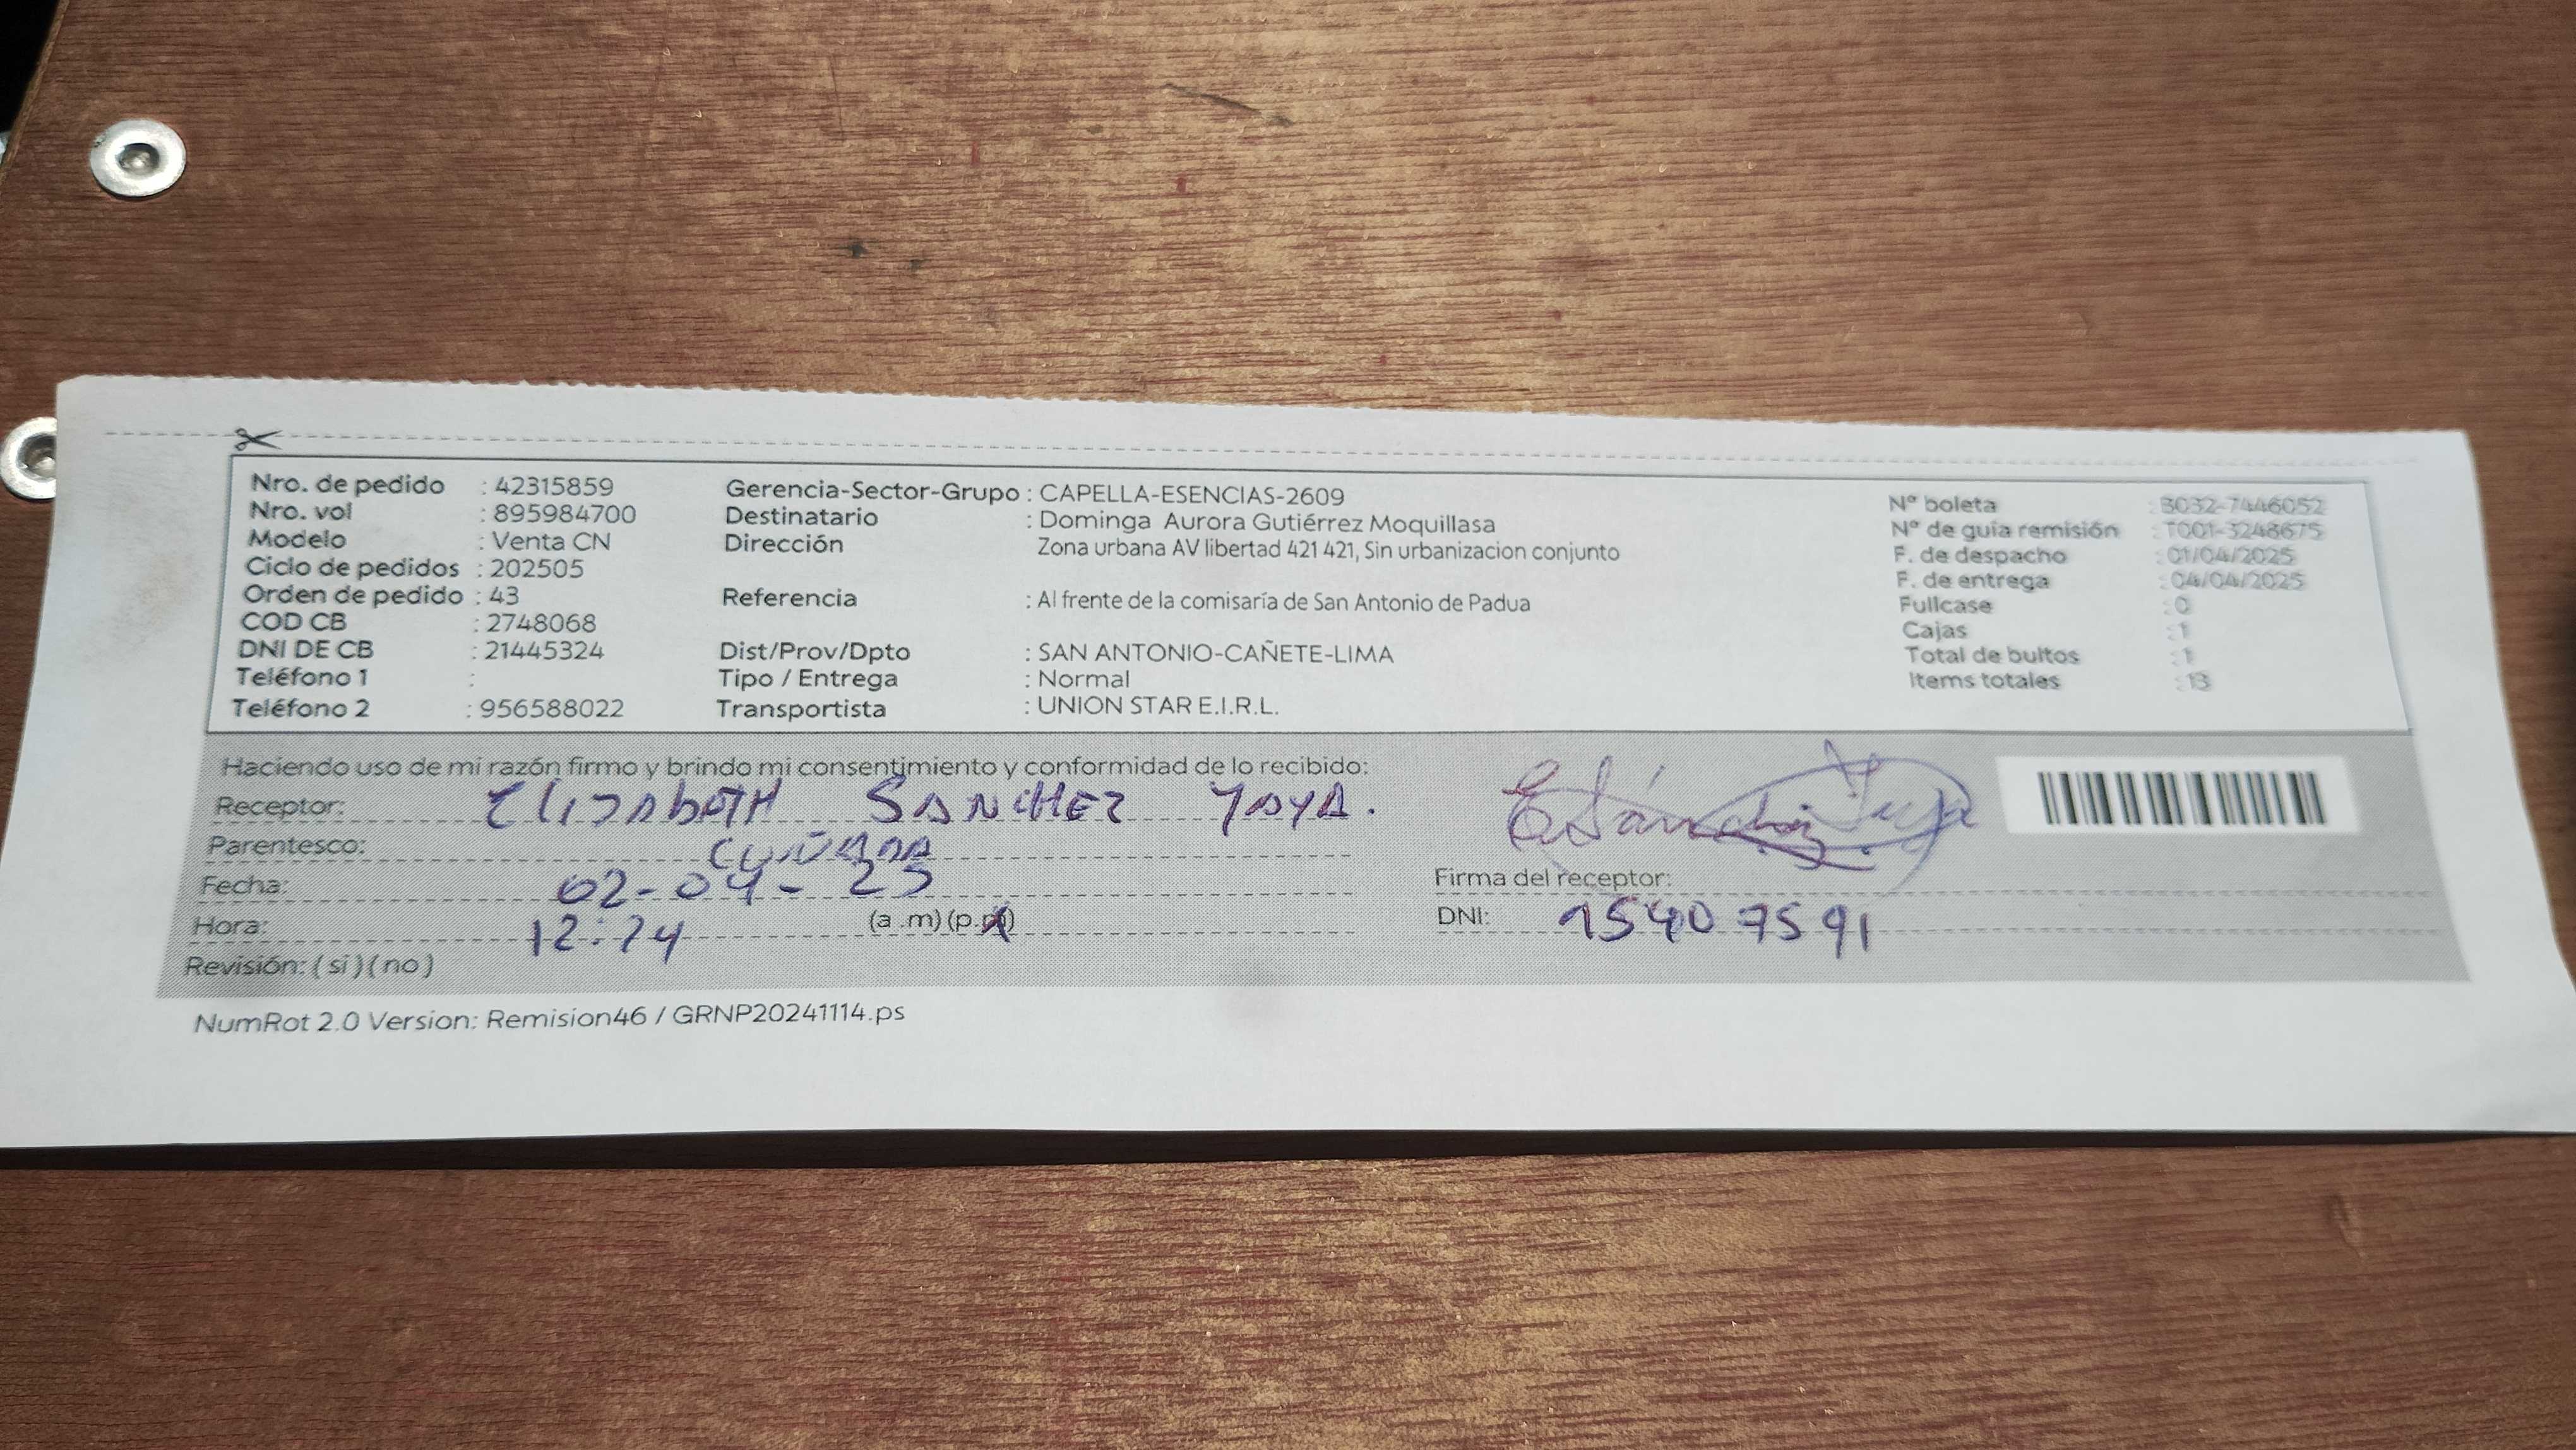 Nro. de pedido : 42315859
Nro. vol : 895984700
Modelo : Venta CN
Ciclo de pedidos : 202505
Orden de pedido : 43
COD CB : 2748068
DNI DE CB : 21445324
Teléfono 1 :
Teléfono 2 : 956588022
Gerencia-Sector-Grupo : CAPELLA-ESENCIAS-2609
Destinatario : Dominga Aurora Gutiérrez Moquillasa
Dirección Zona urbana AV libertad 421 421, Sin urbanizacion conjunto
Referencia : Al frente de la comisaría de San Antonio de Padua
Dist/Prov/Dpto : SAN ANTONIO-CAÑETE-LIMA
Tipo / Entrega : Normal
Transportista : UNION STAR E.I.R.L.
N° boleta : B032-7446052
N° de guía remisión : T001-3248675
F. de despacho : 01/04/2025
F. de entrega : 04/04/2025
Fullcase : 0
Cajas : 1
Total de bultos : 1
Items totales : 13
Haciendo uso de mi razón firmo y brindo mi consentimiento y conformidad de lo recibido:
Receptor: ELIZABETH SANCHEZ YAYA.
Parentesco: CUÑADA
Fecha: 02-04-25
Hora: (a .m) (p.m)
Revisión: ( si ) ( no )
Firma del receptor:
DNI: 15407591
NumRot 2.0 Version: Remision46 / GRNP20241114.ps